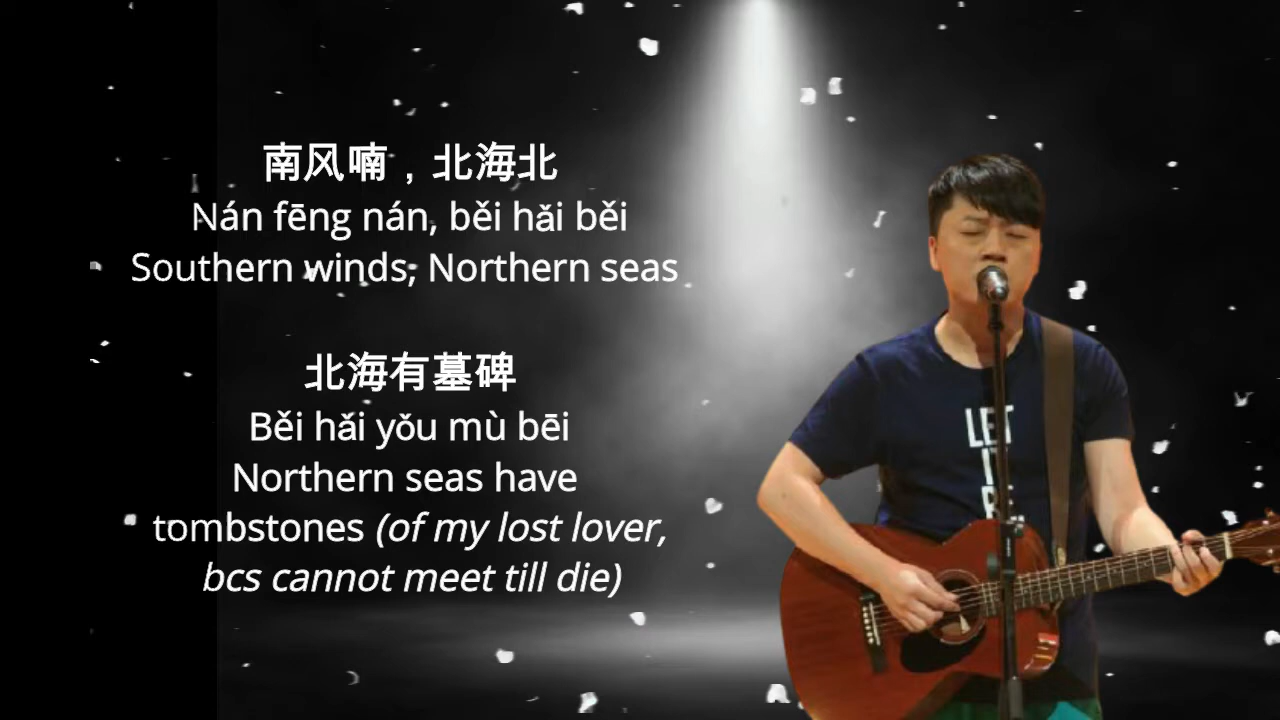 南风喃，北海北
Nán fēng nán, běi hǎi běi
Southern winds; Northern seas
北海有墓碑
Běi hǎi yǒu mù bēi
Northern seas have
tombstones (of my lost lover,
bcs cannot meet till die)
LET